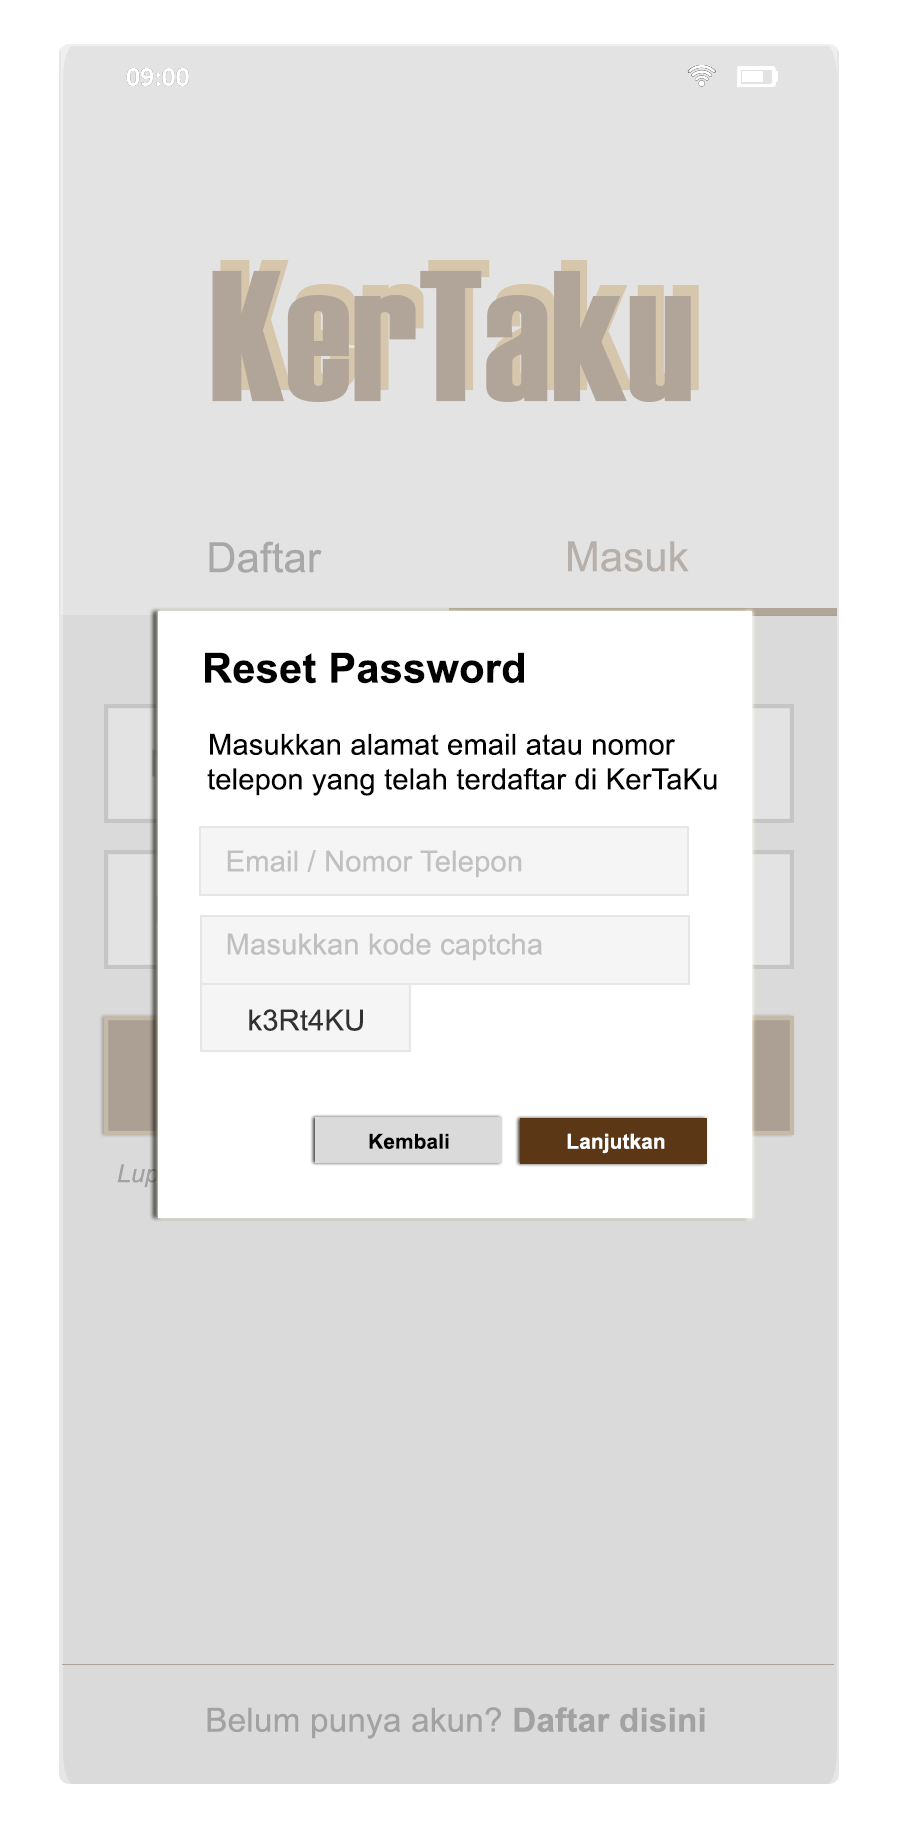 09:00
KerTaku
Daftar
Masuk
Reset Password
Masukkan alamat email atau nomor
telepon yang telah terdaftar di KerTaKu
Email / Nomor Telepon
Masukkan kode captcha
k3Rt4KU
Kembali
Lanjutkan
Belum punya akun? Daftar disini